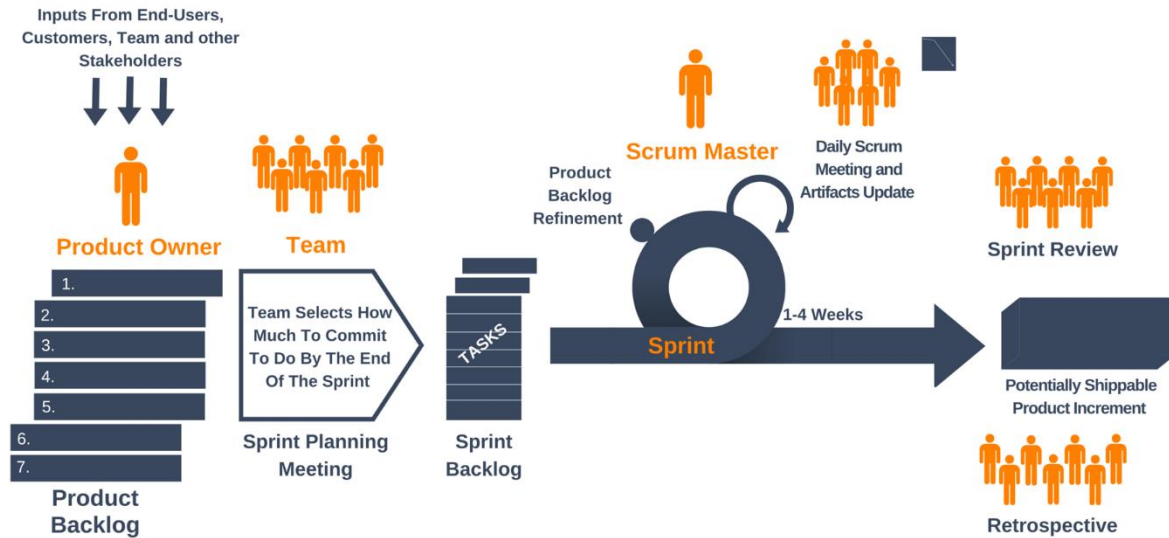 Inputs From End-Users,
Customers, Team and other
Stakeholders
Product Owner
1.
2.
3.
4.
5.
6.
7.
Product
Backlog
Team
Team Selects How
Much To Commit
To Do By The End
Of The Sprint
Sprint Planning
Meeting
TASKS
Sprint
Backlog
Product
Backlog
Refinement
Scrum Master
Daily Scrum
Meeting and
Artifacts Update
Sprint
1-4 Weeks
Sprint Review
Potentially Shippable
Product Increment
Retrospective